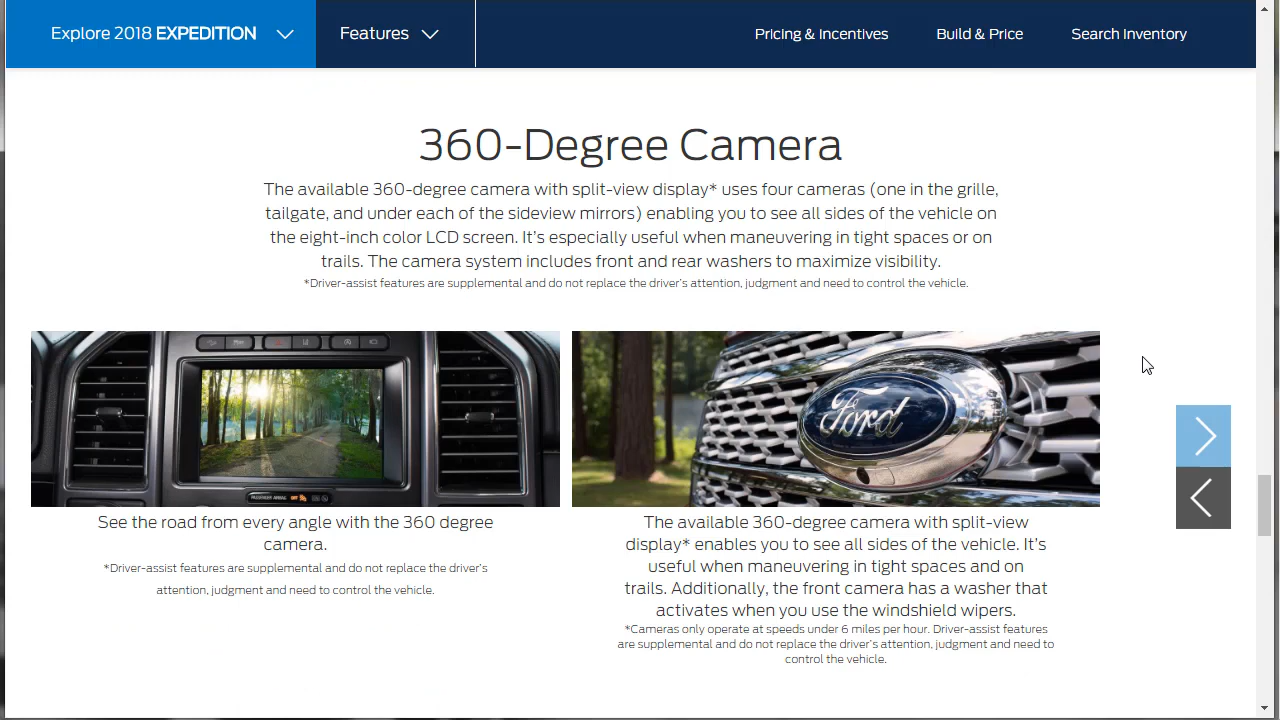 Explore 2018 EXPEDITION
Features
Pricing & Incentives
Build & Price
Search Inventory
360-Degree Camera
The available 360-degree camera with split-view display* uses four cameras (one in the grille,
tailgate, and under each of the sideview mirrors) enabling you to see all sides of the vehicle on
the eight-inch color LCD screen. It's especially useful when maneuvering in tight spaces or on
trails. The camera system includes front and rear washers to maximize visibility.
*Driver-assist features are supplemental and do not replace the driver's attention, judgment and need to control the vehicle.
PASSENGER AIRBAG OFF
Ford
See the road from every angle with the 360 degree
camera.
*Driver-assist features are supplemental and do not replace the driver's
attention, judgment and need to control the vehicle.
The available 360-degree camera with split-view
display* enables you to see all sides of the vehicle. It's
useful when maneuvering in tight spaces and on
trails. Additionally, the front camera has a washer that
activates when you use the windshield wipers.
*Cameras only operate at speeds under 6 miles per hour. Driver-assist features
are supplemental and do not replace the driver's attention, judgment and need to
control the vehicle.